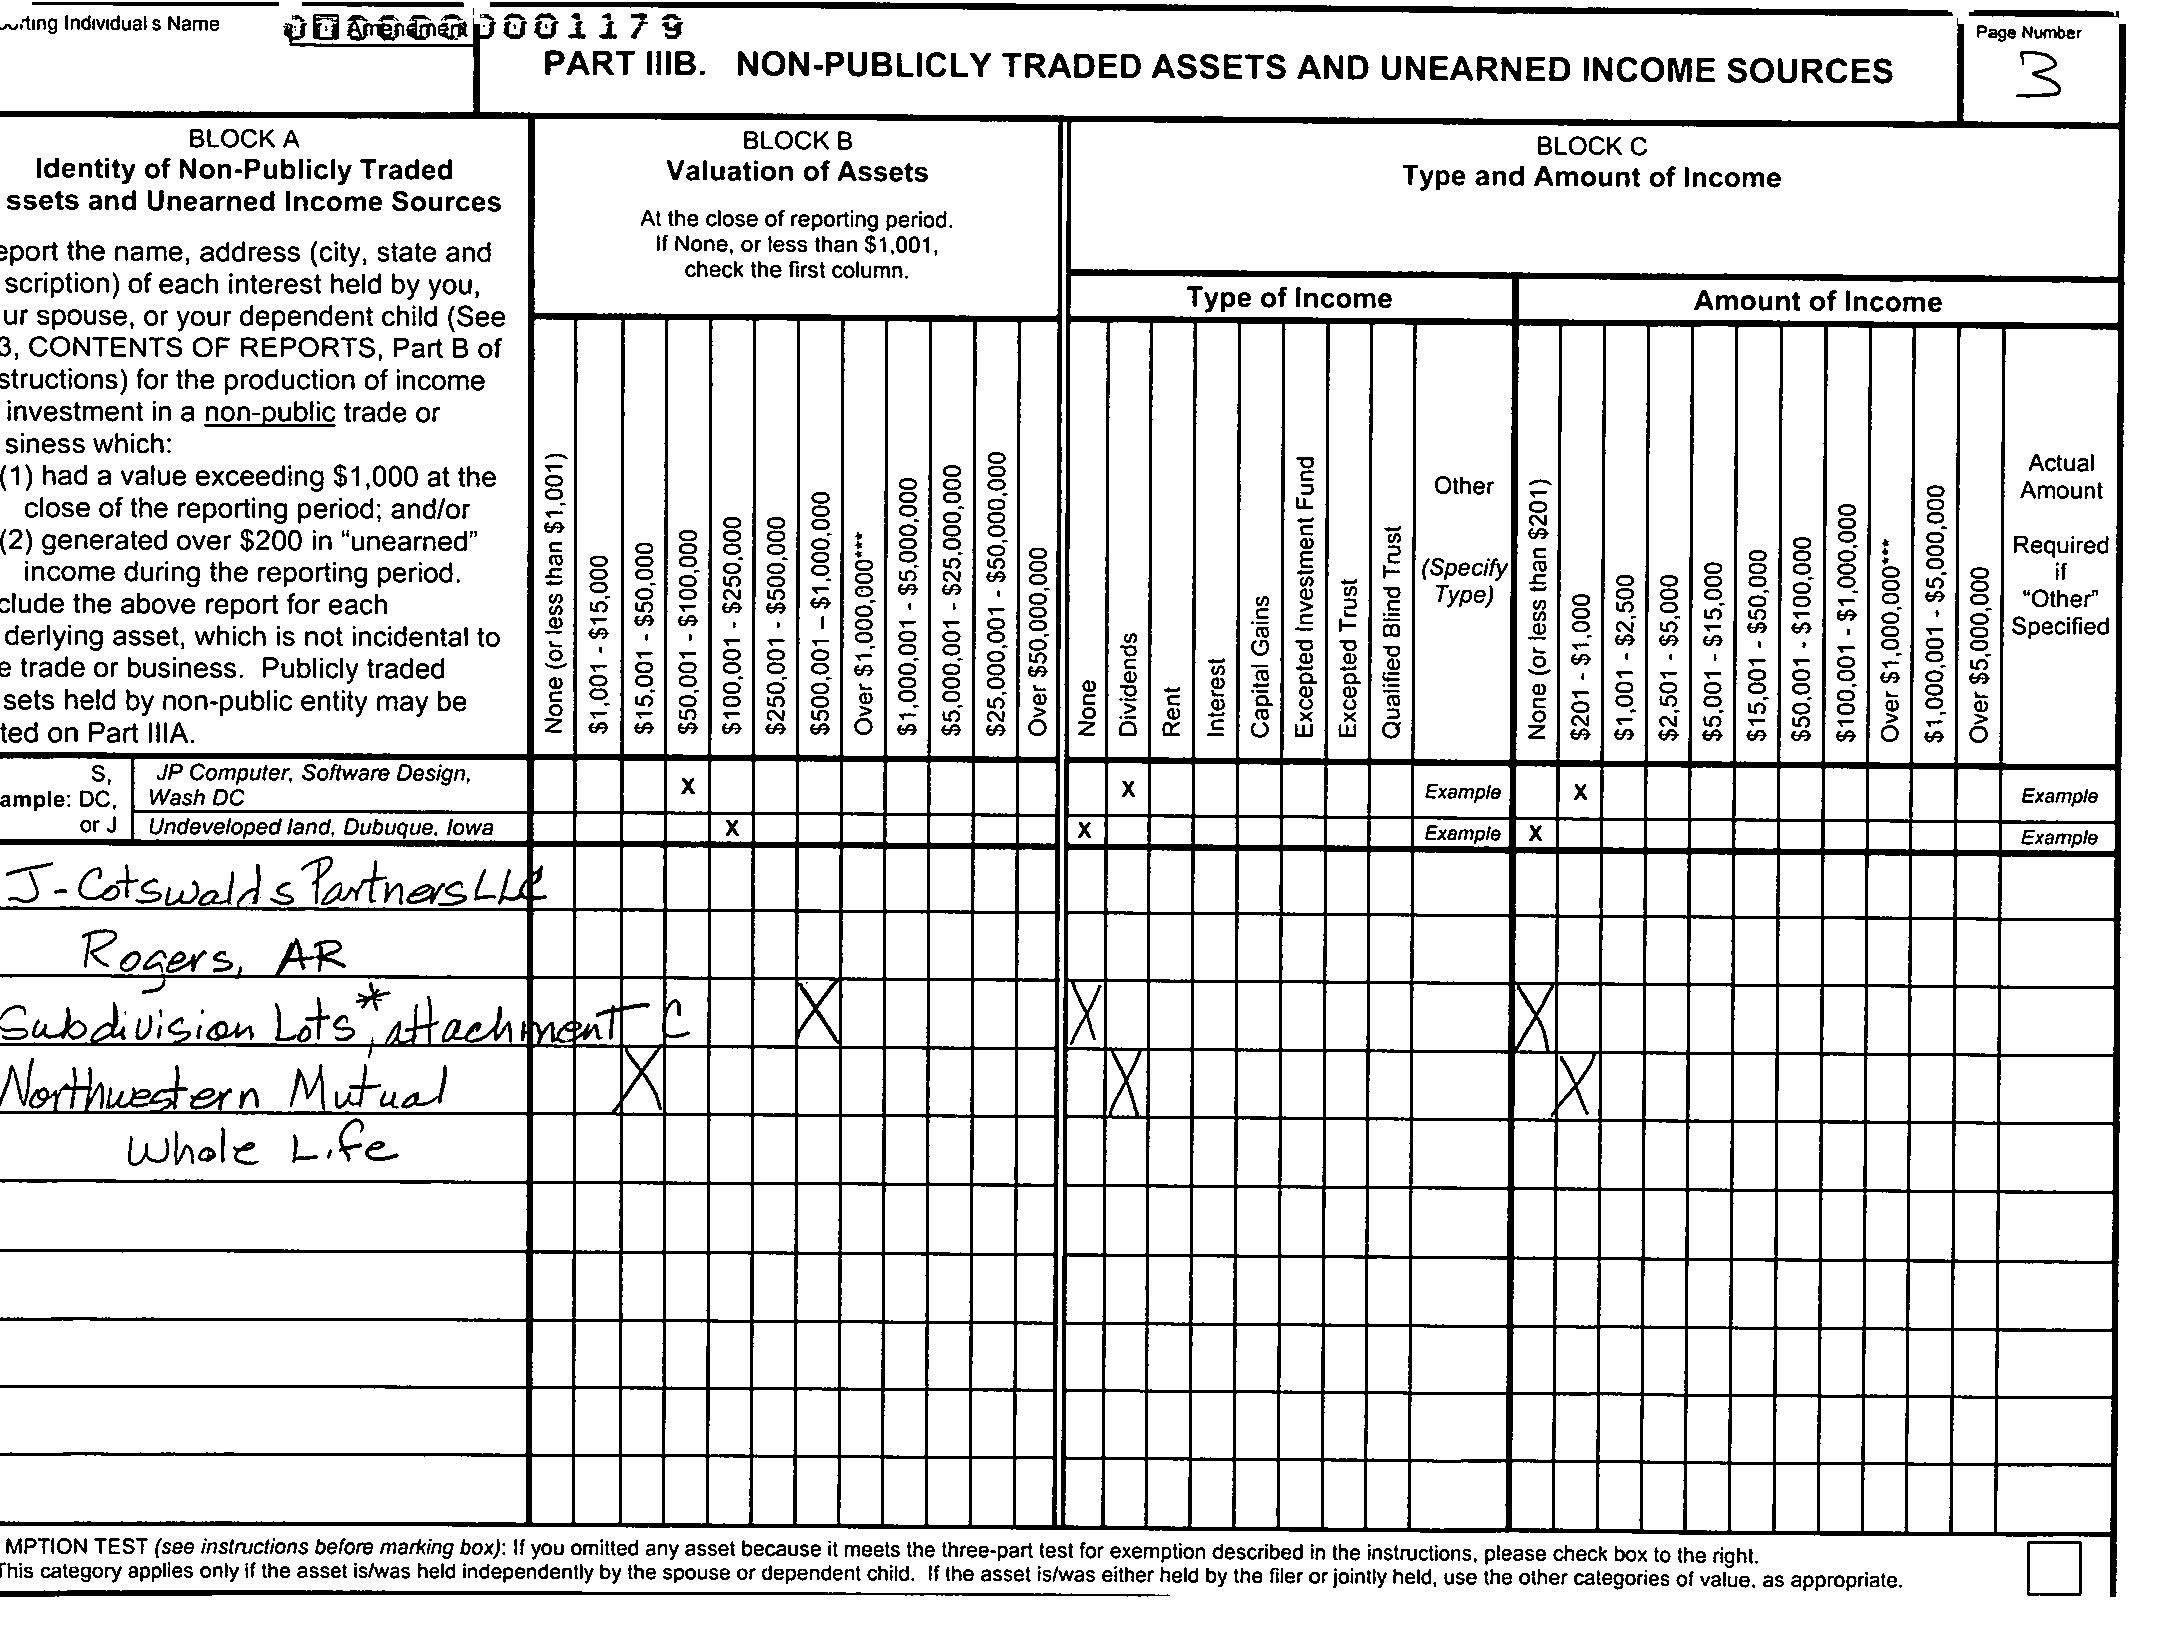 rting Individual s Name
Amendment
0001179
PART IIIB. NON-PUBLICLY TRADED ASSETS AND UNEARNED INCOME SOURCES
Page Number
3
BLOCK A
Identity of Non-Publicly Traded
ssets and Unearned Income Sources
eport the name, address (city, state and
scription) of each interest held by you,
ur spouse, or your dependent child (See
3, CONTENTS OF REPORTS, Part B of
structions) for the production of income
investment in a non-public trade or
siness which:
(1) had a value exceeding $1,000 at the
close of the reporting period; and/or
(2) generated over $200 in “unearned”
income during the reporting period.
clude the above report for each
derlying asset, which is not incidental to
e trade or business. Publicly traded
sets held by non-public entity may be
ted on Part IIIA.
BLOCK B
Valuation of Assets
At the close of reporting period.
If None, or less than $1,001,
check the first column.
None (or less than $1,001)
$1,001 - $15,000
$15,001 - $50,000
$50,001 - $100,000
$100,001 - $250,000
$250,001 - $500,000
$500,001 – $1,000,000
Over $1,000,000***
$1,000,001 - $5,000,000
$5,000,001 - $25,000,000
$25,000,001 - $50,000,000
Over $50,000,000
BLOCK C
Type and Amount of Income
Type of Income
None
Dividends
Rent
Interest
Capital Gains
Excepted Investment Fund
Excepted Trust
Qualified Blind Trust
Other
(Specify
Type)
Amount of Income
None (or less than $201)
$201 - $1,000
$1,001 - $2,500
$2,501 - $5,000
$5,001 - $15,000
$15,001 - $50,000
$50,001 - $100,000
$100,001 - $1,000,000
Over $1,000,000***
$1,000,001 - $5,000,000
Over $5,000,000
Actual
Amount
Required
if
“Other”
Specified
S,
ample: DC,
or J
JP Computer, Software Design,
Wash DC
X X Example X Example
Undeveloped land, Dubuque, Iowa X X Example X Example
J-Cotswalds Partners LLC
Rogers, AR
Subdivision Lots*, attachment C X X X
Northwestern Mutual X X X
Whole Life
MPTION TEST (see instructions before marking box): If you omitted any asset because it meets the three-part test for exemption described in the instructions, please check box to the right.
This category applies only if the asset is/was held independently by the spouse or dependent child. If the asset is/was either held by the filer or jointly held, use the other categories of value, as appropriate.